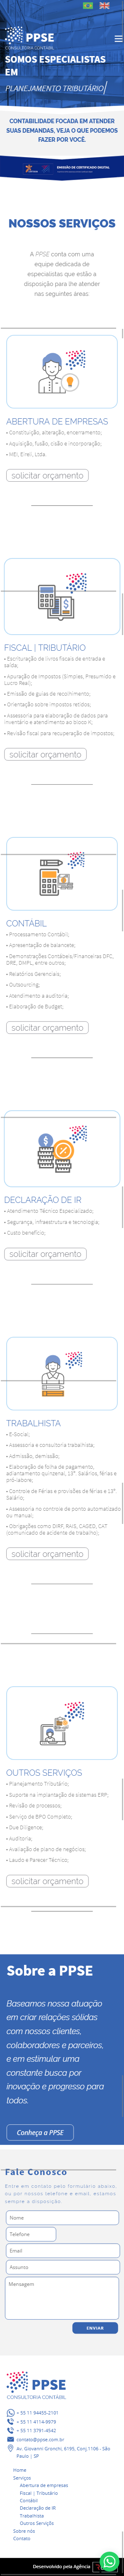 PPSE
CONSULTORIA CONTÁBIL
SOMOS ESPECIALISTAS
EM
PLANEJAMENTO TRIBUTÁRIO
CONTABILIDADE FOCADA EM ATENDER
SUAS DEMANDAS, VEJA O QUE PODEMOS
FAZER POR VOCÊ.
EMISSÃO DE CERTIFICADO DIGITAL
NOSSOS SERVIÇOS
A PPSE conta com uma
equipe dedicada de
especialistas que estão a
disposição para te atender
nas seguintes áreas
ABERTURA DE EMPRESAS
• Constituição, alteração, encerramento;
• Aquisição, fusão, cisão e incorporação;
• MEI, Eireli, Ltda
solicitar orçamento
FISCAL | TRIBUTÁRIO
• Escrituração de livros fiscais de entrada e
saída;
• Apuração de Impostos (Simples, Presumido e
Lucro Real);
• Emissão de guias de recolhimento;
• Orientação sobre impostos retidos;
• Assessoria para elaboração de dados para
inventário e atendimento ao bloco K;
• Revisão fiscal para recuperação de impostos;
solicitar orçamento
CONTÁBIL
• Processamento Contábil;
• Apresentação de balancete;
• Demonstrações Contábeis/Financeiras DFC,
DRE, DMPL, entre outros;
• Relatórios Gerenciais;
• Outsourcing;
• Atendimento a auditoria;
• Elaboração de Budget;
solicitar orçamento
DECLARAÇÃO DE IR
• Atendimento Técnico Especializado;
• Segurança, infraestrutura e tecnologia;
• Custo benefício;
solicitar orçamento
TRABALHISTA
• E-Social;
• Assessoria e consultoria trabalhista;
• Admissão, demissão;
• Elaboração de folha de pagamento,
adiantamento quinzenal, 13º. Salários, férias e
pró-labore;
• Controle de Férias e provisões de férias e 13º
Salário;
• Assessoria no controle de ponto automatizado
ou manual;
• Obrigações como DIRF, RAIS, CAGED, CAT
(comunicado de acidente de trabalho);
solicitar orçamento
OUTROS SERVIÇOS
• Planejamento Tributário;
• Suporte na implantação de sistemas ERP;
• Revisão de processos;
• Serviço de BPO Completo;
• Due Diligence;
• Auditoria;
• Avaliação de plano de negócios;
• Laudo e Parecer Técnico;
solicitar orçamento
Sobre a PPSE
Baseamos nossa atuação
em criar relações sólidas
com nossos clientes,
colaboradores e parceiros,
e em estimular uma
constante busca por
inovação e progresso para
todos.
Conheça a PPSE
Fale Conosco
Entre em contato pelo formulário abaixo,
ou por nossos telefone e email, estamos
sempre a disposição
Nome
Telefone
Email
Assunto
Mensagem
ENVIAR
PPSE
CONSULTORIA CONTÁBIL
+ 55 11 94455-2191
+ 55 11 4114-9979
+ 55 11 3791-4542
contato@ppse.com.br
Av. Giovanni Gronchi, 6195, Conj.1106 - São
Paulo | SP
Home
Serviços
Abertura de empresas
Fiscal | Tributário
Contábil
Declaração de IR
Trabalhista
Outros Serviços
Sobre nós
Contato
Desenvolvido pela Agência